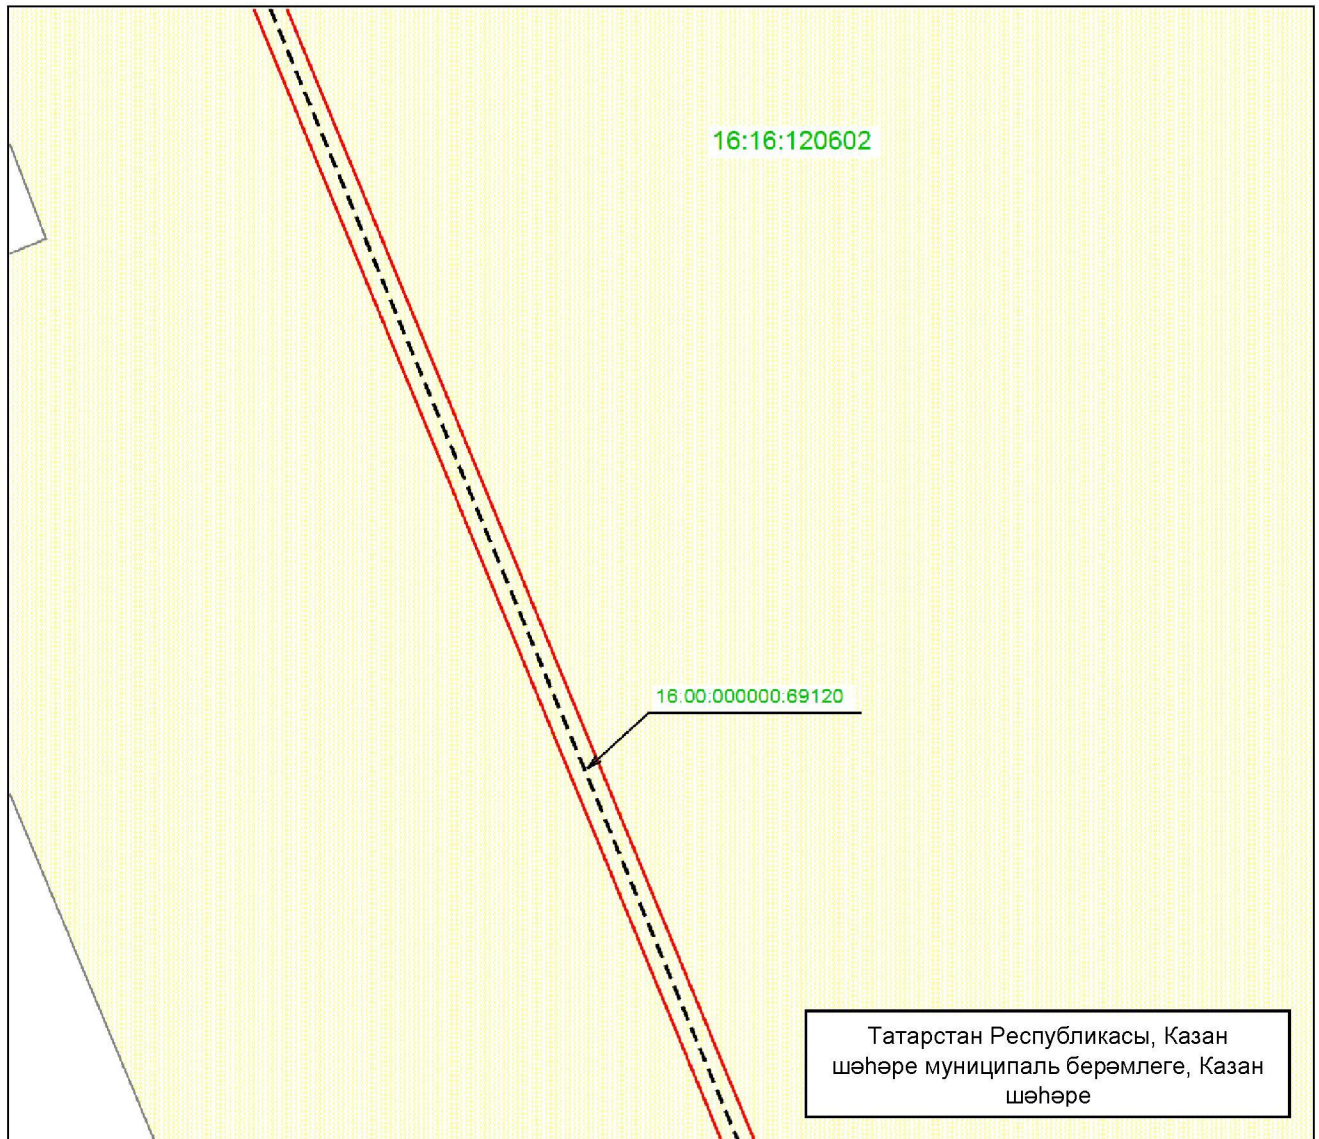 16:16:120602
16:00:000000:69120
Татарстан Республикасы, Казан
шәһәре муниципаль берәмлеге, Казан
шәһәре